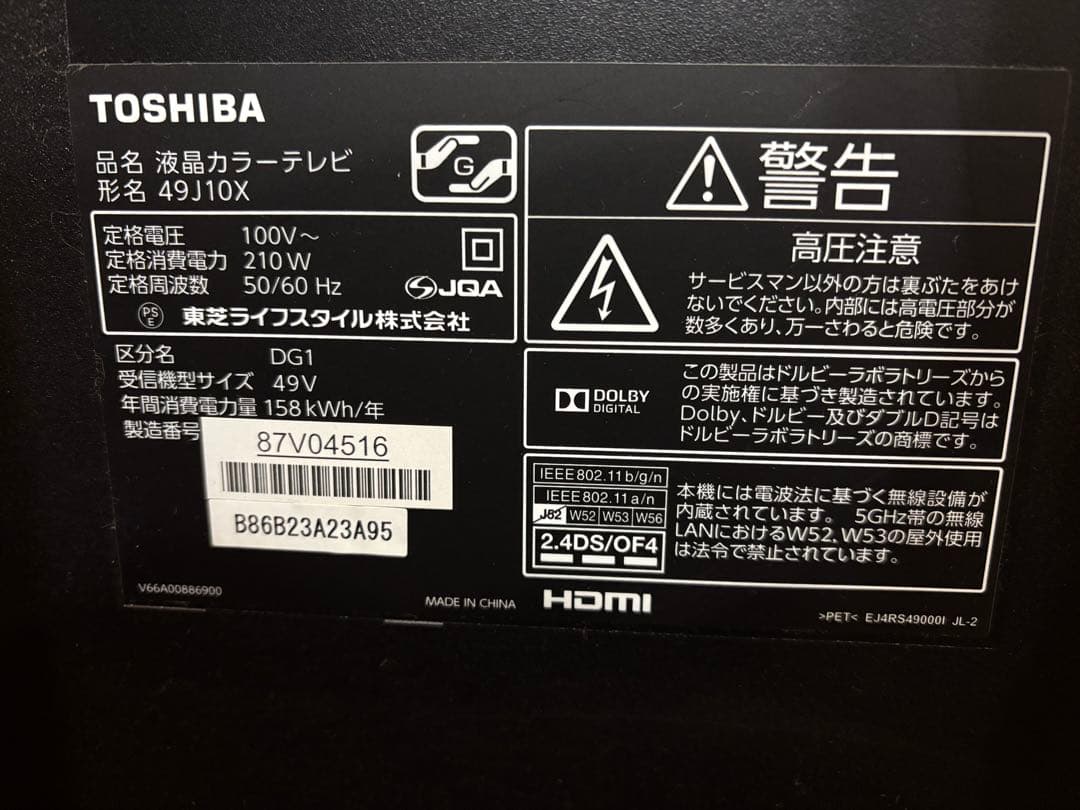 TOSHIBA
品名 液晶カラーテレビ
形名 49J10X
G
定格電圧 100V～
定格消費電力 210W
定格周波数 50/60 Hz
JQA
PS
E
東芝ライフスタイル株式会社
区分名 DG1
受信機型サイズ 49V
年間消費電力量 158kWh/年
製造番号
87V04516
B86B23A23A95
V66A00886900
MADE IN CHINA
警告
高圧注意
サービスマン以外の方は裏ぶたをあけ
ないでください。内部には高電圧部分が
数多くあり、万一さわると危険です。
DOLBY
DIGITAL
この製品はドルビーラボラトリーズから
の実施権に基づき製造されています。
Dolby、ドルビー及びダブルD記号は
ドルビーラボラトリーズの商標です。
IEEE802.11b/g/n
IEEE802.11a/n
J52 W52 W53 W56
2.4DS/OF4
本機には電波法に基づく無線設備が
内蔵されています。 5GHz帯の無線
LANにおけるW52、W53の屋外使用
は法令で禁止されています。
HDMI
>PET< EJ4RS49000I JL-2